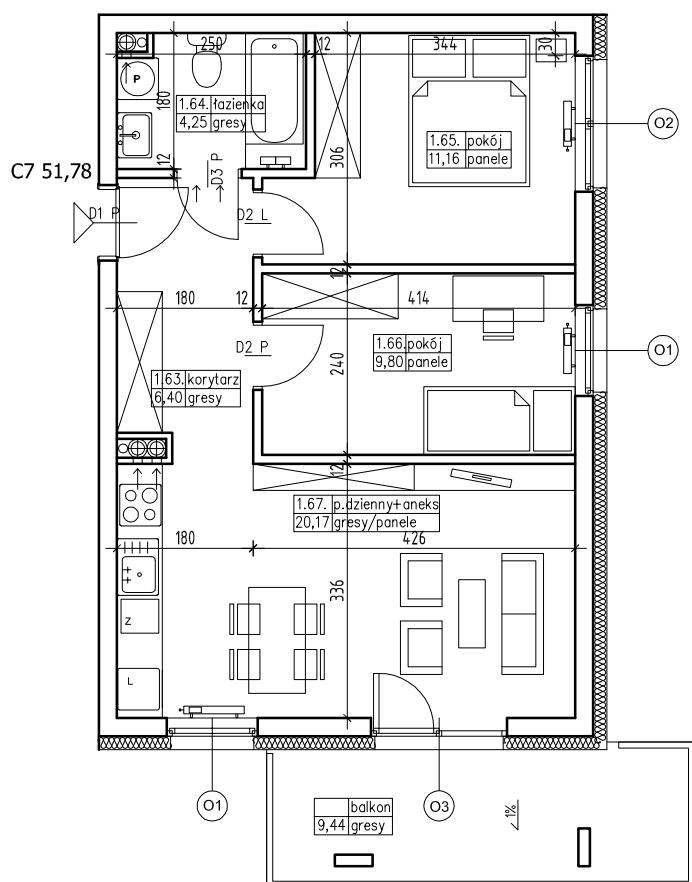 250
12
344
30
P
180
1.64. łazienka
4,25 gresy
O2
1.65. pokój
11,16 panele
306
12
D3 P
C7 51,78
D1 P
D2 L
12
180
12
414
1.66. pokój
9,80 panele
O1
D2 P
240
1.63. korytarz
6,40 gresy
12
1.67. p.dzienny+aneks
20,17 gresy/panele
180
426
336
Z
L
O1
O3
balkon
9,44 gresy
1%